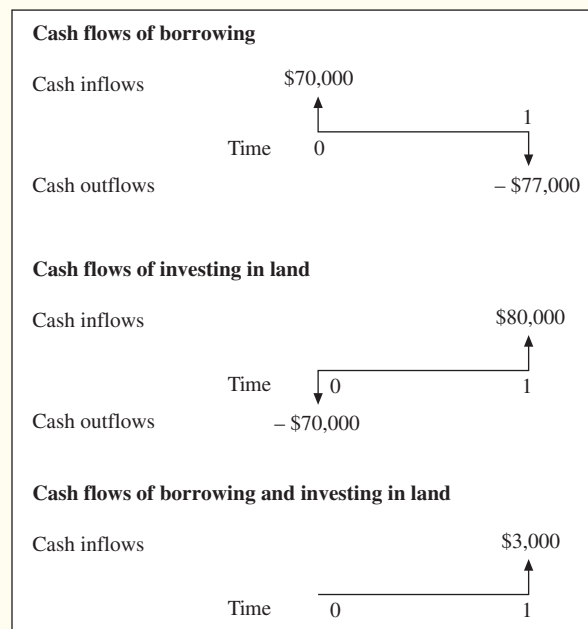 Cash flows of borrowing
Cash inflows $70,000
1
Time 0
Cash outflows – $77,000
Cash flows of investing in land
Cash inflows $80,000
Time 0 1
Cash outflows – $70,000
Cash flows of borrowing and investing in land
Cash inflows $3,000
Time 0 1